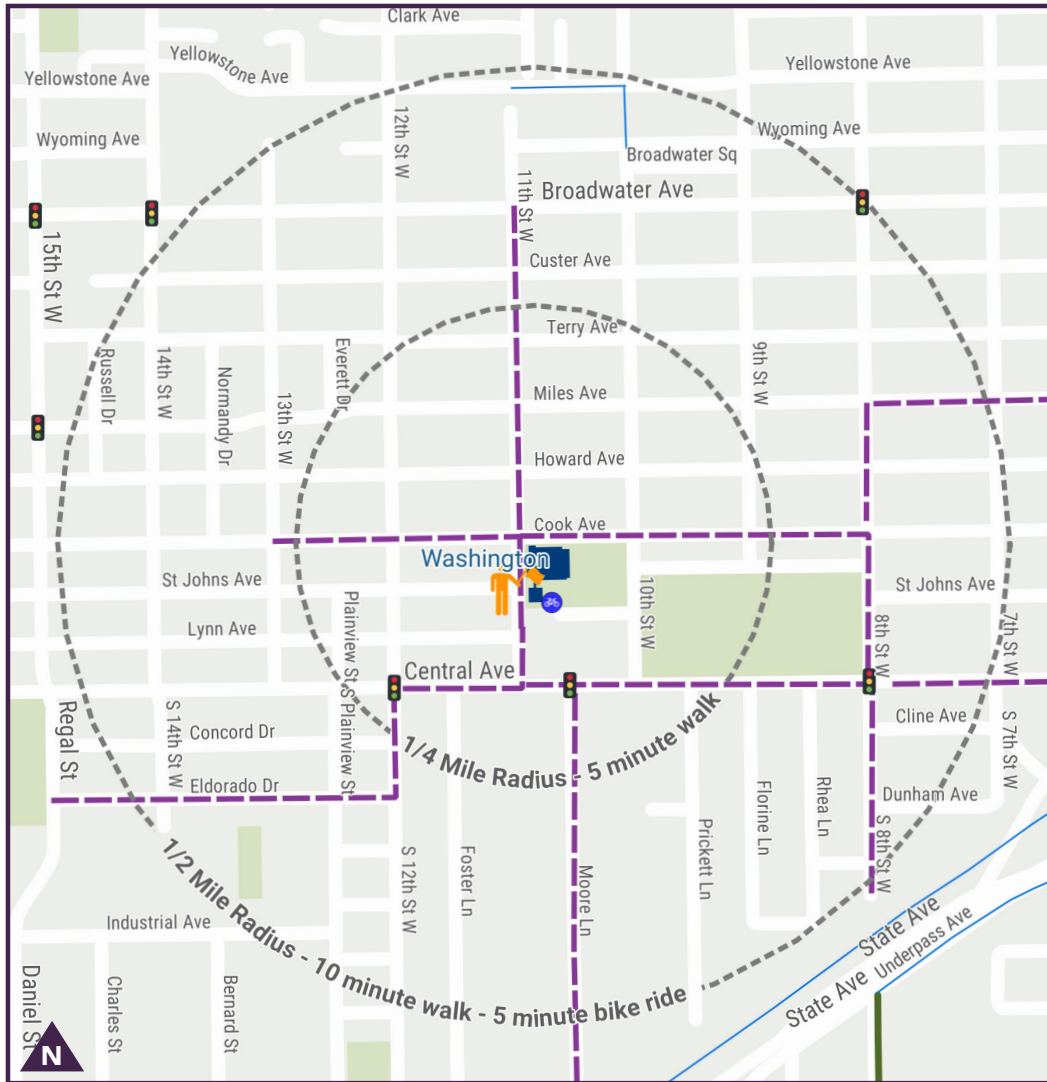 Clark Ave
Yellowstone Ave
Yellowstone Ave
Yellowstone Ave
Wyoming Ave
12th St W
Wyoming Ave
Broadwater Sq
11th St W
Broadwater Ave
15th St W
Custer Ave
Terry Ave
Russell Dr
14th St W
Normandy Dr
13th St W
Everett Dr
Miles Ave
9th St W
Howard Ave
Cook Ave
Washington
St Johns Ave
Plainview St
10th St W
St Johns Ave
Lynn Ave
8th St W
7th St W
Central Ave
Regal St
S 14th St W
Concord Dr
S Plainview St
1/4 Mile Radius - 5 minute walk
Cline Ave
S 7th St W
Eldorado Dr
Florine Ln
Rhea Ln
Dunham Ave
Prickett Ln
S 8th St W
S 12th St W
Foster Ln
Moore Ln
1/2 Mile Radius - 10 minute walk - 5 minute bike ride
Industrial Ave
State Ave
Underpass Ave
State Ave
Daniel St
Charles St
Bernard St
N